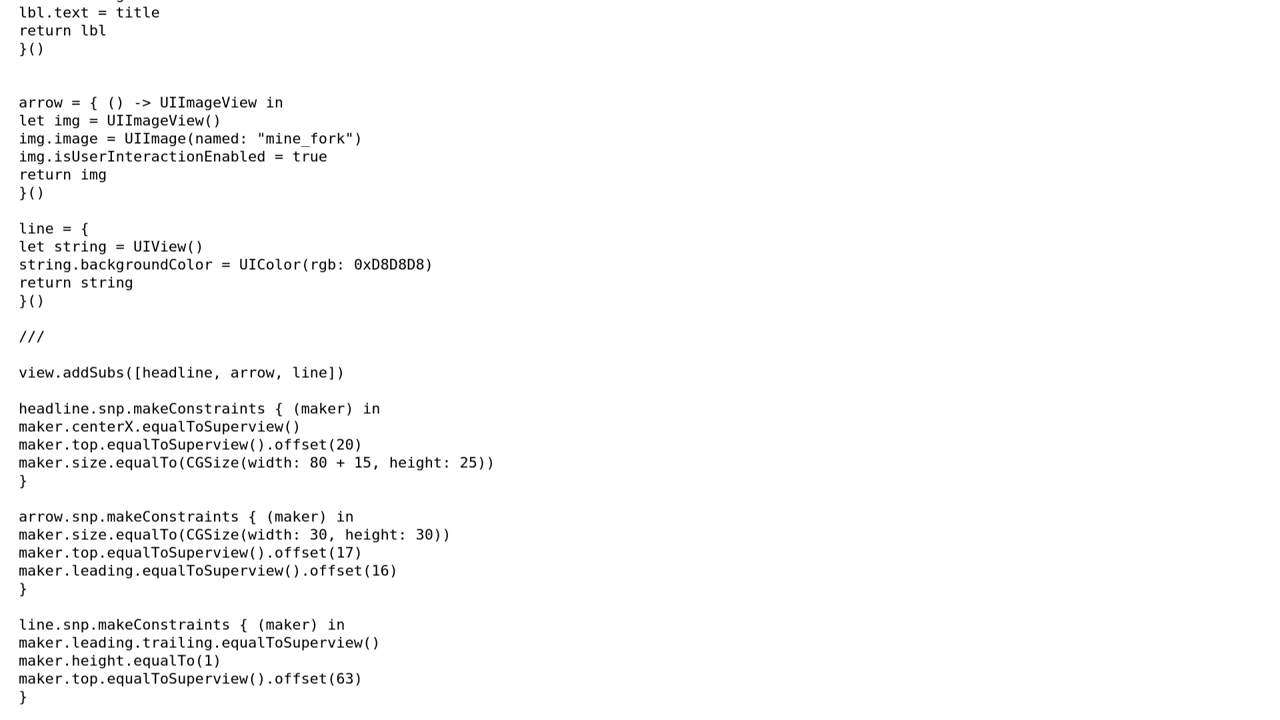 lbl.text = title
return lbl
}()
arrow = { () -> UIImageView in
let img = UIImageView()
img.image = UIImage(named: "mine_fork")
img.isUserInteractionEnabled = true
return img
}()
line = {
let string = UIView()
string.backgroundColor = UIColor(rgb: 0xD8D8D8)
return string
}()
///
view.addSubs([headline, arrow, line])
headline.snp.makeConstraints { (maker) in
maker.centerX.equalToSuperview()
maker.top.equalToSuperview().offset(20)
maker.size.equalTo(CGSize(width: 80 + 15, height: 25))
}
arrow.snp.makeConstraints { (maker) in
maker.size.equalTo(CGSize(width: 30, height: 30))
maker.top.equalToSuperview().offset(17)
maker.leading.equalToSuperview().offset(16)
}
line.snp.makeConstraints { (maker) in
maker.leading.trailing.equalToSuperview()
maker.height.equalTo(1)
maker.top.equalToSuperview().offset(63)
}